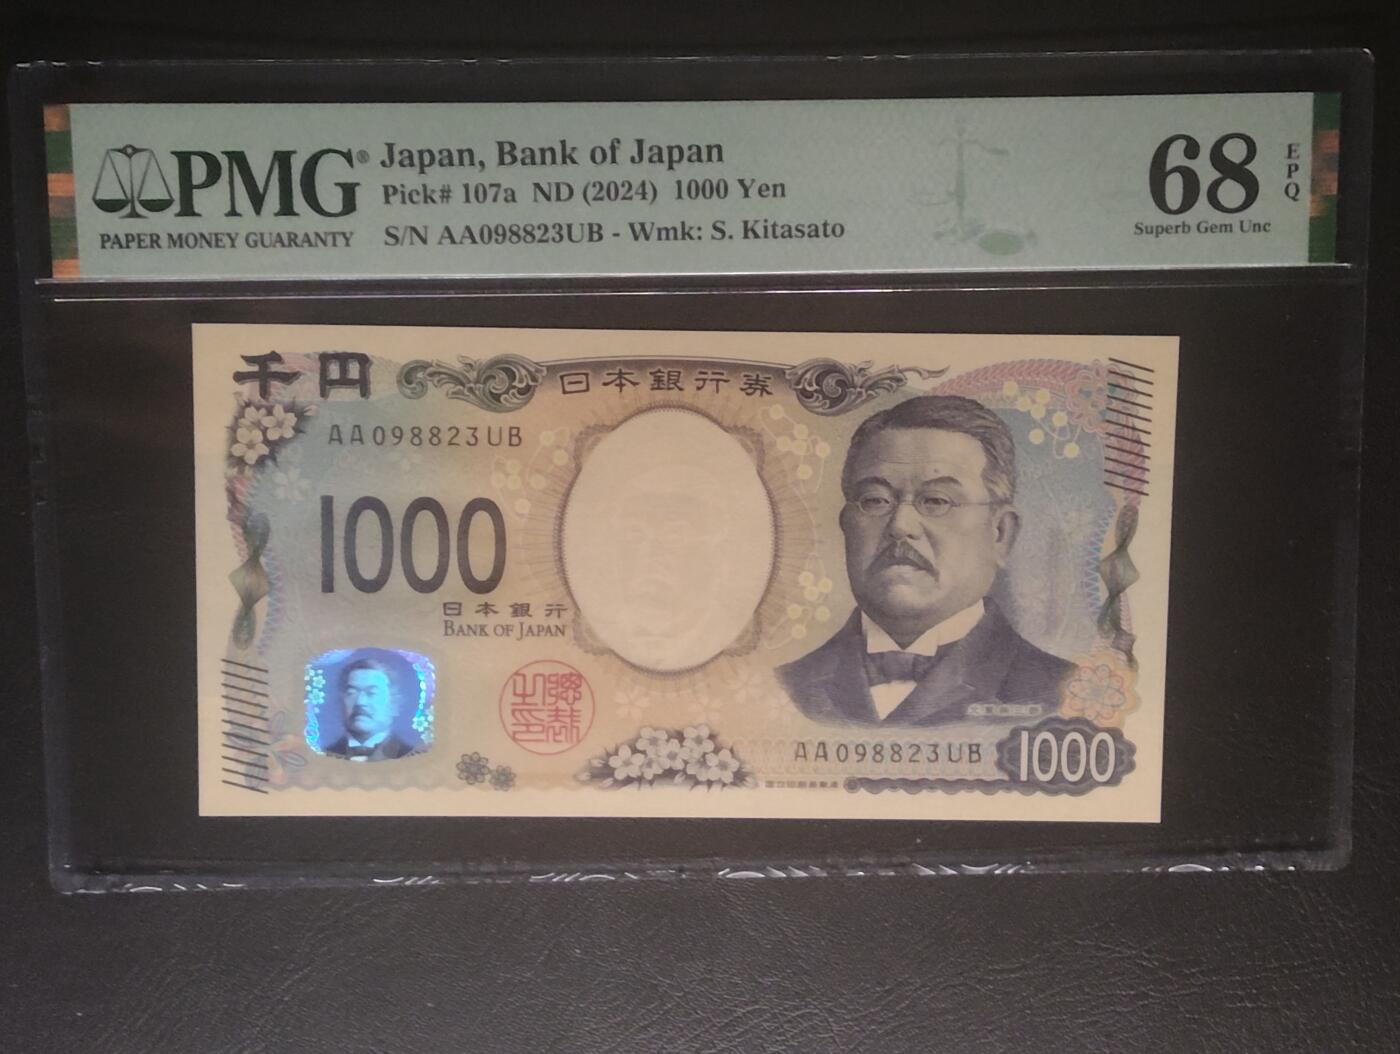 PMG®
PAPER MONEY GUARANTY
Japan, Bank of Japan
Pick# 107a ND (2024) 1000 Yen
S/N AA098823UB - Wmk: S. Kitasato
68
EPQ
Superb Gem Unc
千円
日本銀行券
AA098823UB
1000
日本銀行
BANK OF JAPAN
AA098823UB
1000